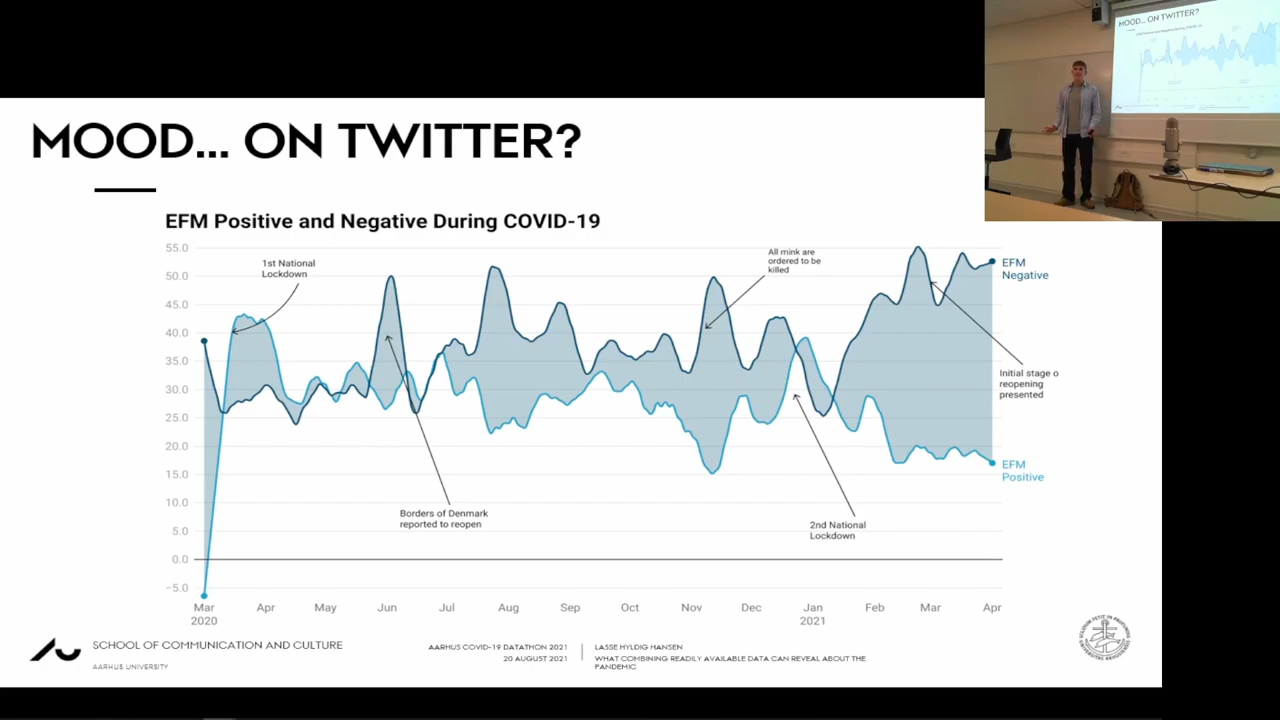 MOOD... ON TWITTER?
MOOD... ON TWITTER?
EFM Positive and Negative During COVID-19
55.0
50.0
45.0
40.0
35.0
30.0
25.0
20.0
15.0
10.0
5.0
0.0
−5.0
1st National
Lockdown
All mink are
ordered to be
killed
EFM
Negative
Initial stage o
reopening
presented
EFM
Positive
Borders of Denmark
reported to reopen
2nd National
Lockdown
Mar Apr May Jun Jul Aug Sep Oct Nov Dec Jan Feb Mar Apr
2020 2021
SCHOOL OF COMMUNICATION AND CULTURE
AARHUS UNIVERSITY
AARHUS COVID-19 DATATHON 2021
20 AUGUST 2021
LASSE HYLDIG HANSEN
WHAT COMBINING READILY AVAILABLE DATA CAN REVEAL ABOUT THE
PANDEMIC